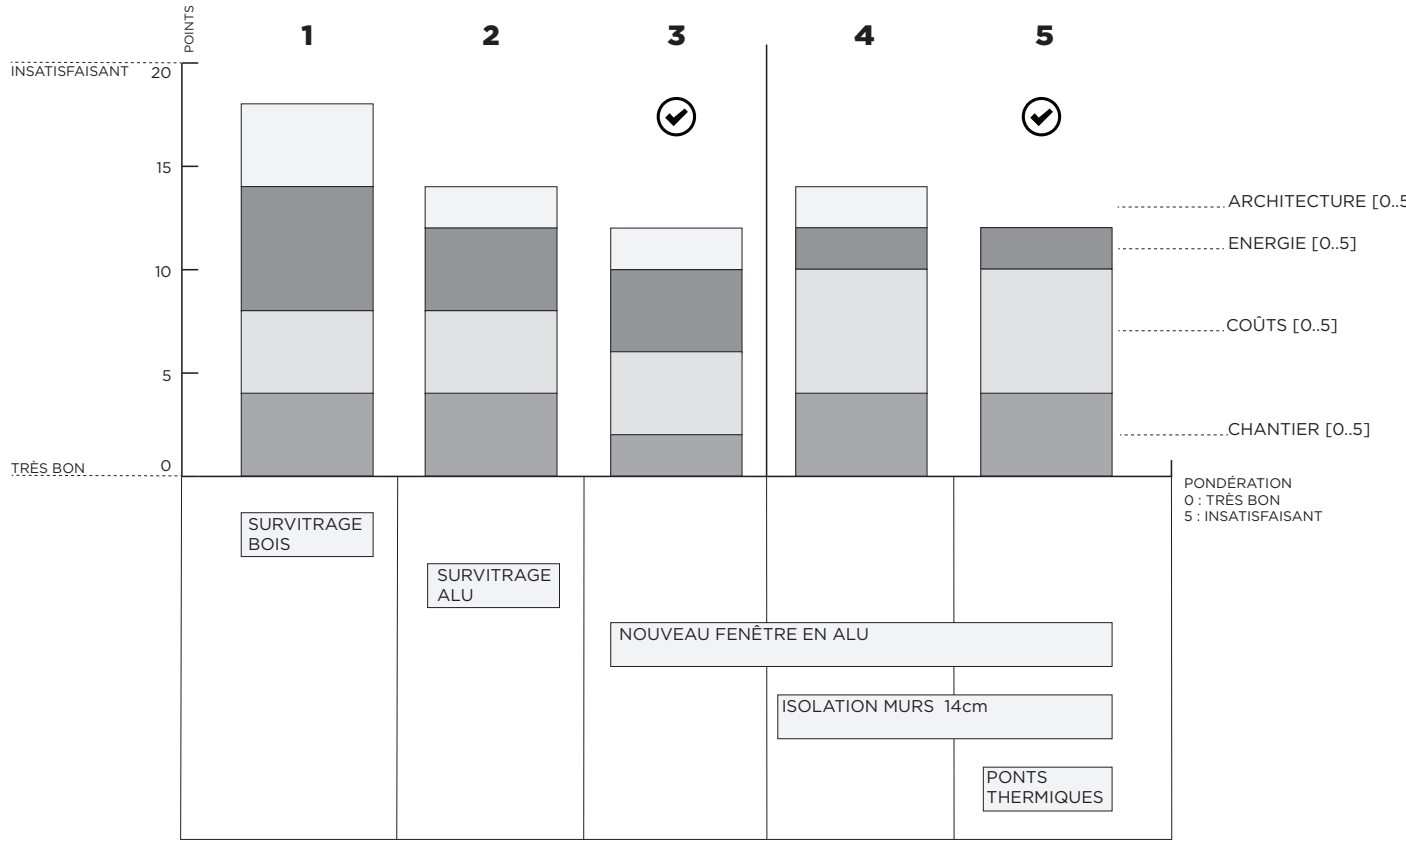 POINTS
1 2 3 4 5
INSATISFAISANT 20
15
ARCHITECTURE [0..5
ENERGIE [0..5]
10
COÛTS [0..5]
5
CHANTIER [0..5]
TRÈS BON 0
PONDÉRATION
0 : TRÈS BON
5 : INSATISFAISANT
SURVITRAGE
BOIS
SURVITRAGE
ALU
NOUVEAU FENÊTRE EN ALU
ISOLATION MURS 14cm
PONTS
THERMIQUES